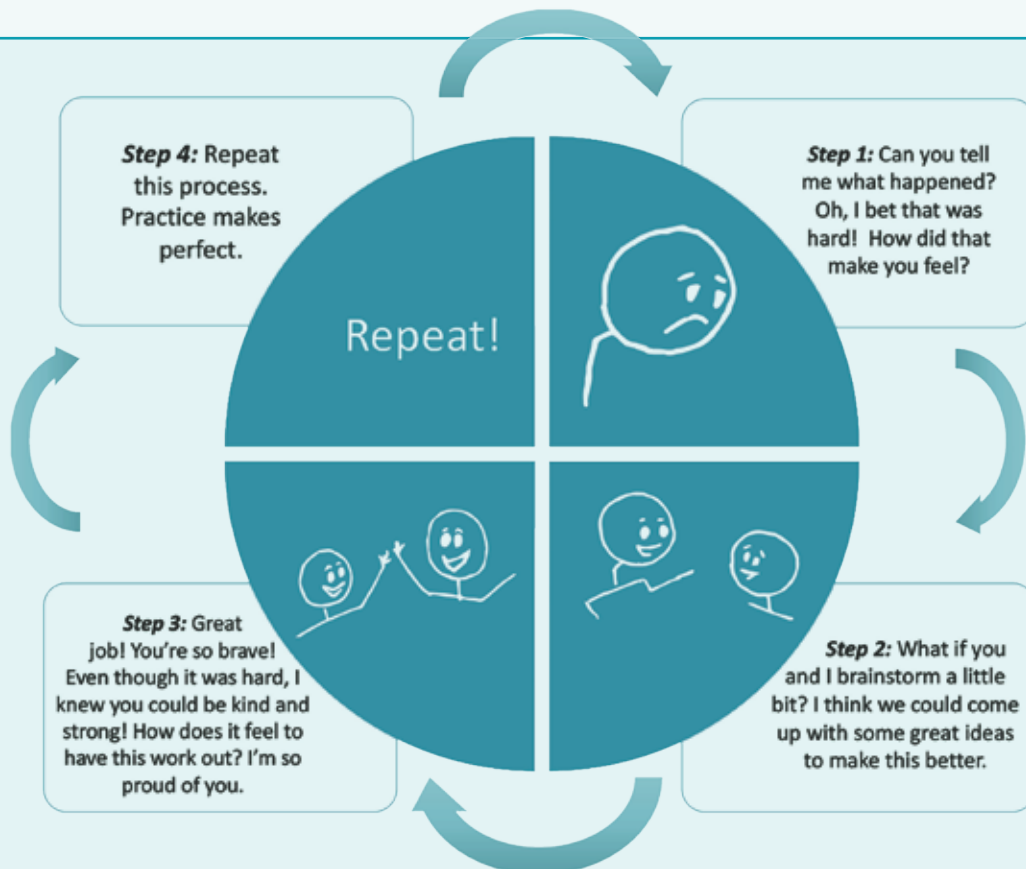 Step 4: Repeat
this process.
Practice makes
perfect.
Repeat!
Step 1: Can you tell
me what happened?
Oh, I bet that was
hard! How did that
make you feel?
Step 3: Great
job! You're so brave!
Even though it was hard, I
knew you could be kind and
strong! How does it feel to
have this work out? I'm so
proud of you.
Step 2: What if you
and I brainstorm a little
bit? I think we could come
up with some great ideas
to make this better.